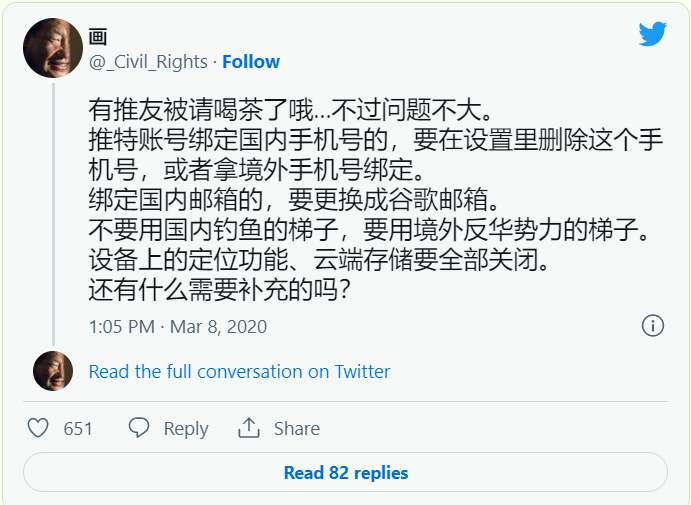 画
@_Civil_Rights · Follow
有推友被请喝茶了哦...不过问题不大。
推特账号绑定国内手机号的，要在设置里删除这个手
机号，或者拿境外手机号绑定。
绑定国内邮箱的，要更换成谷歌邮箱。
不要用国内钓鱼的梯子，要用境外反华势力的梯子。
设备上的定位功能、云端存储要全部关闭。
还有什么需要补充的吗？
1:05 PM · Mar 8, 2020
Read the full conversation on Twitter
651 Reply Share
Read 82 replies